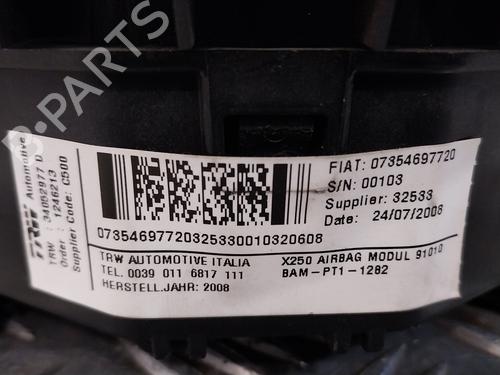 TRW Automotive
TRW : 34052977 D
Order : 1246213
Supplier Code: C500
FIAT: 07354697720
S/N: 00103
Supplier: 32533
Date: 24/07/2008
07354697720325330010320608
TRW AUTOMOTIVE ITALIA
TEL. 0039 011 6817 111
HERSTELL.JAHR: 2008
X250 AIRBAG MODUL 91010
BAM-PT1-1282
B-PARTS